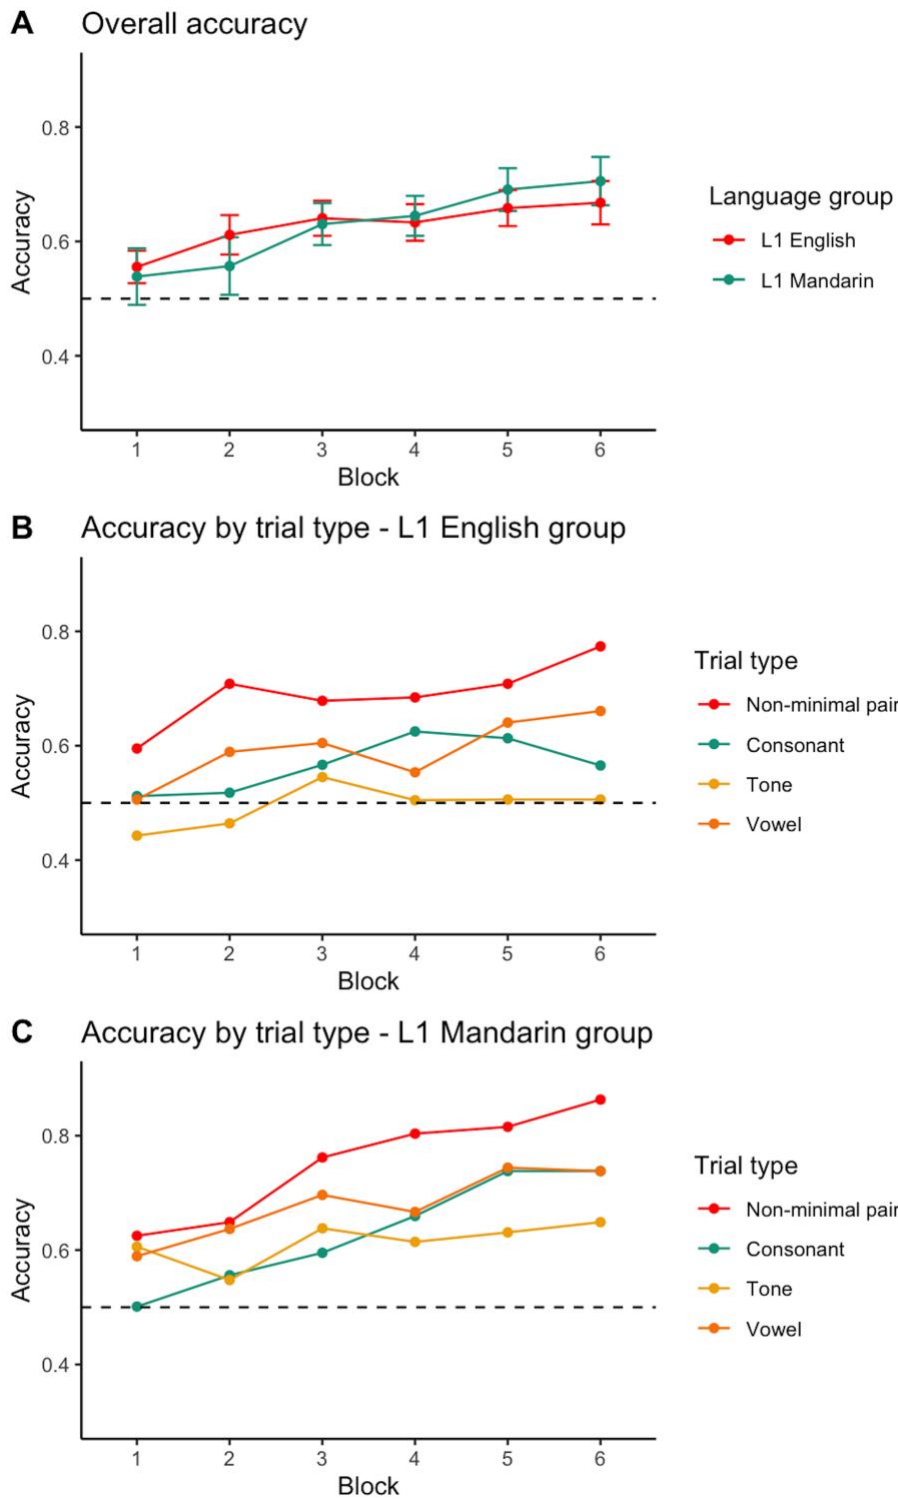 A Overall accuracy
0.8
0.6
0.4
Accuracy
1 2 3 4 5 6
Block
Language group
L1 English
L1 Mandarin
B Accuracy by trial type - L1 English group
0.8
0.6
0.4
Accuracy
1 2 3 4 5 6
Block
Trial type
Non-minimal pair
Consonant
Tone
Vowel
C Accuracy by trial type - L1 Mandarin group
0.8
0.6
0.4
Accuracy
1 2 3 4 5 6
Block
Trial type
Non-minimal pair
Consonant
Tone
Vowel